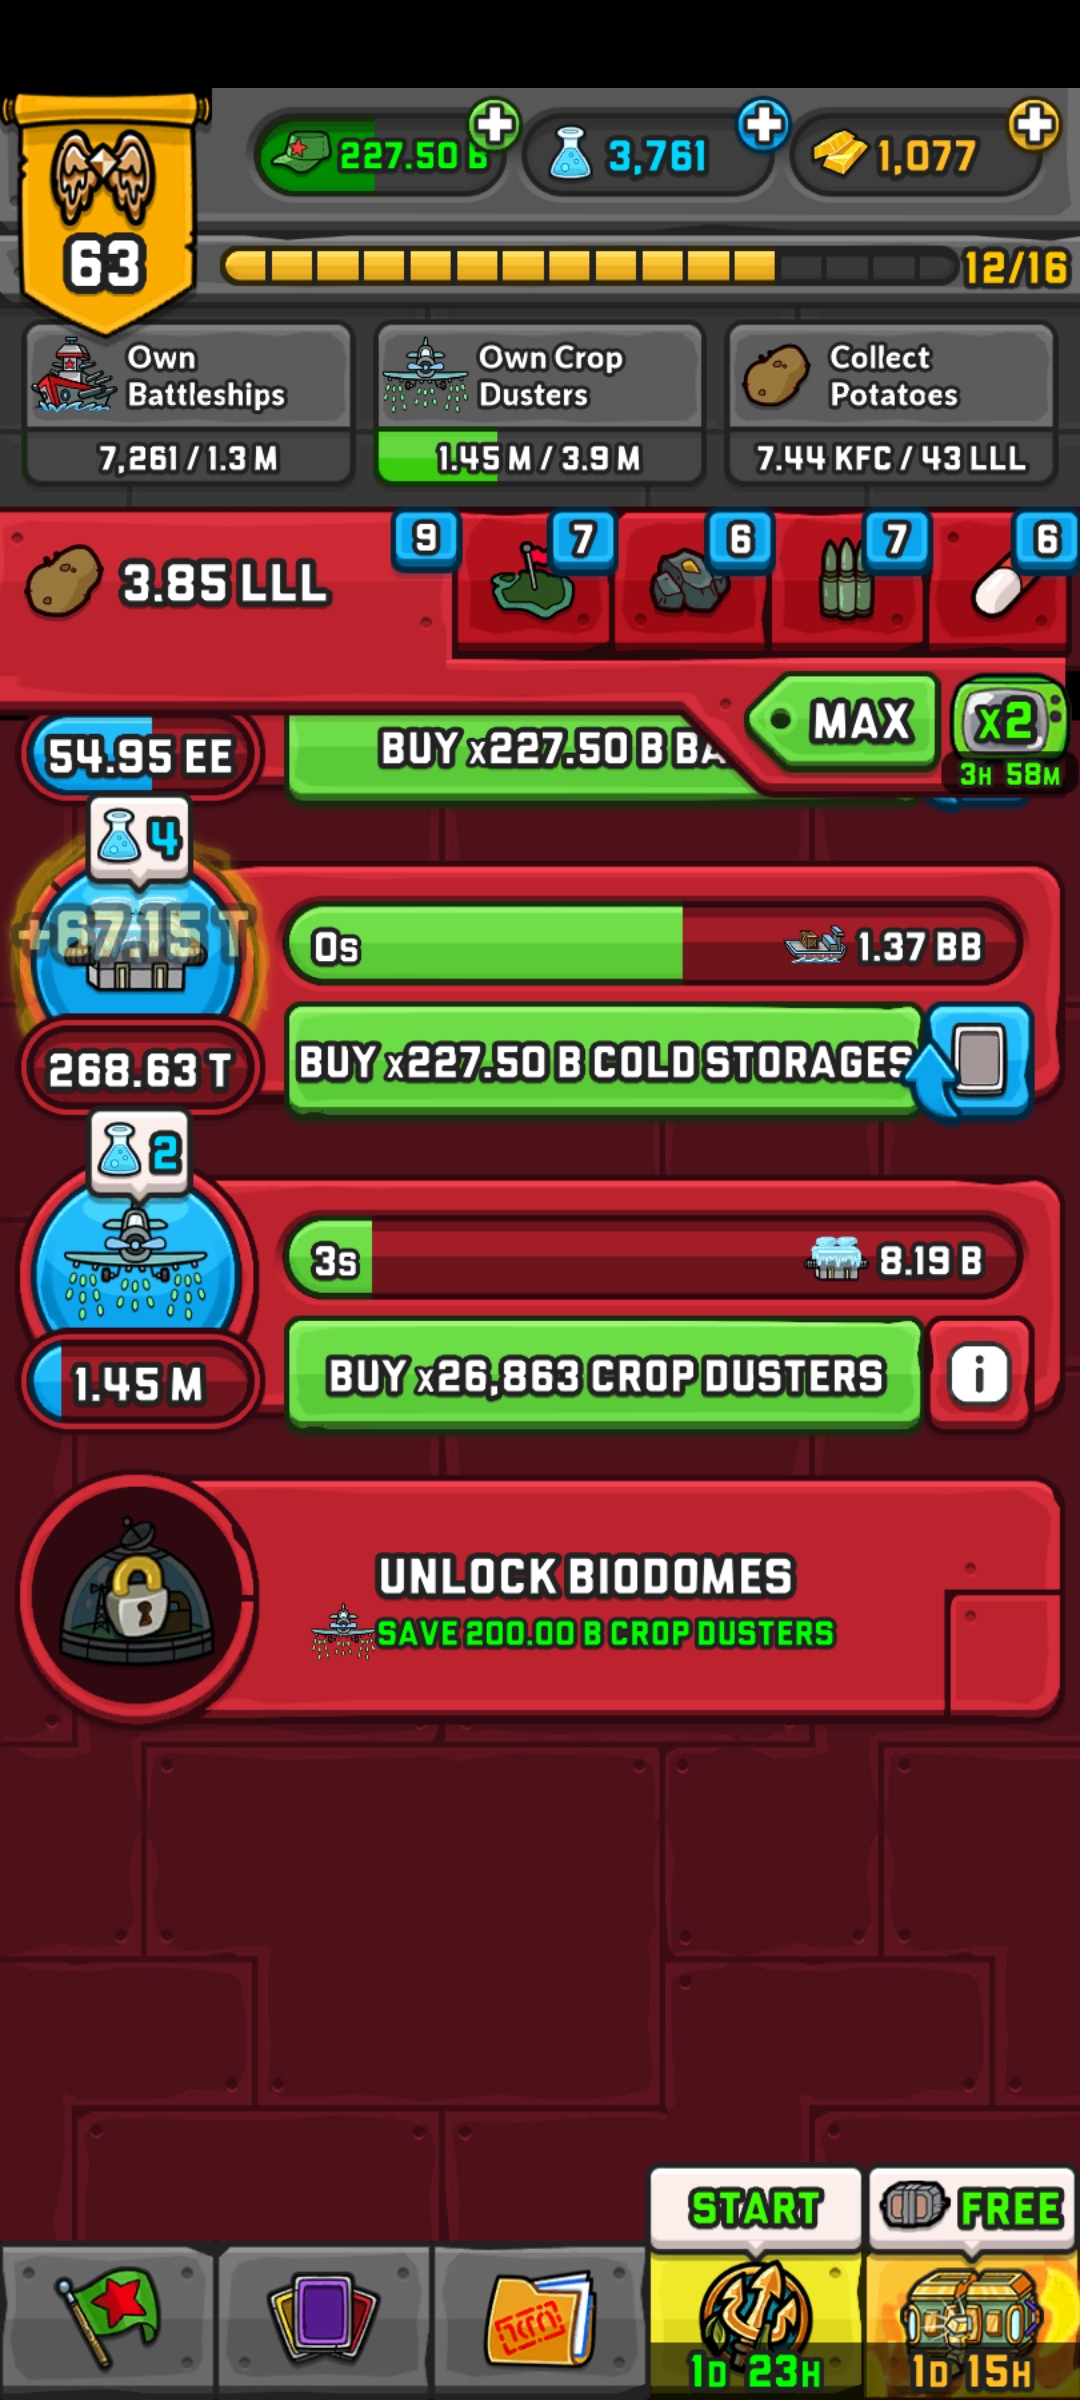 63
227.50 B
3,761
1,077
12/16
Own
Battleships
7,261 / 1.3 M
Own Crop
Dusters
1.45 M / 3.9 M
Collect
Potatoes
7.44 KFC / 43 LLL
3.85 LLL
9
7
6
7
6
MAX
x2
3H 58M
54.95 EE
BUY x227.50 B BA
4
+67.15 T
268.63 T
0s
1.37 BB
BUY x227.50 B COLD STORAGES
2
1.45 M
3s
8.19 B
BUY x26,863 CROP DUSTERS
i
UNLOCK BIODOMES
SAVE 200.00 B CROP DUSTERS
START
FREE
1D 23H
1D 15H